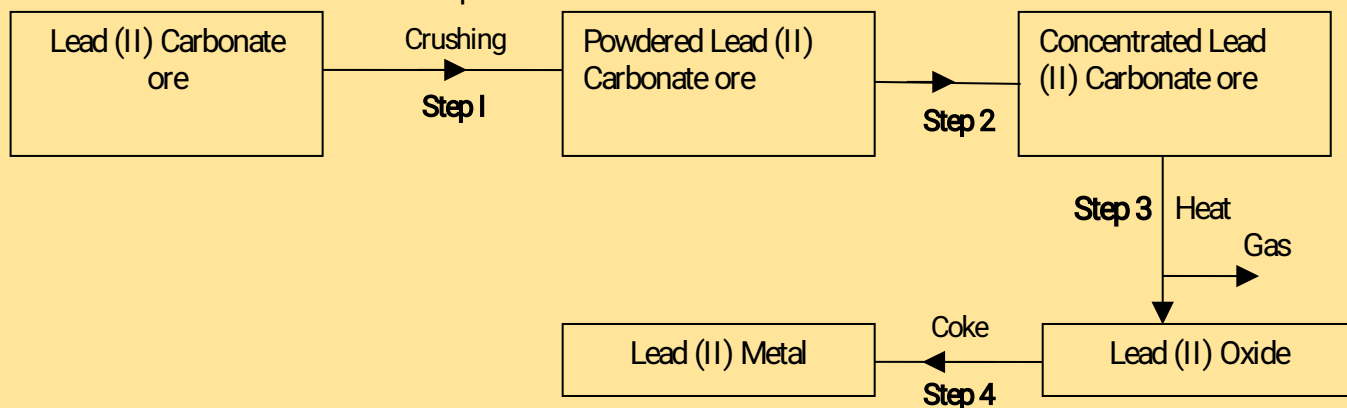 Lead (II) Carbonate
ore
Crushing
Step I
Powdered Lead (II)
Carbonate ore
Step 2
Concentrated Lead
(II) Carbonate ore
Step 3
Heat
Gas
Lead (II) Metal
Coke
Step 4
Lead (II) Oxide